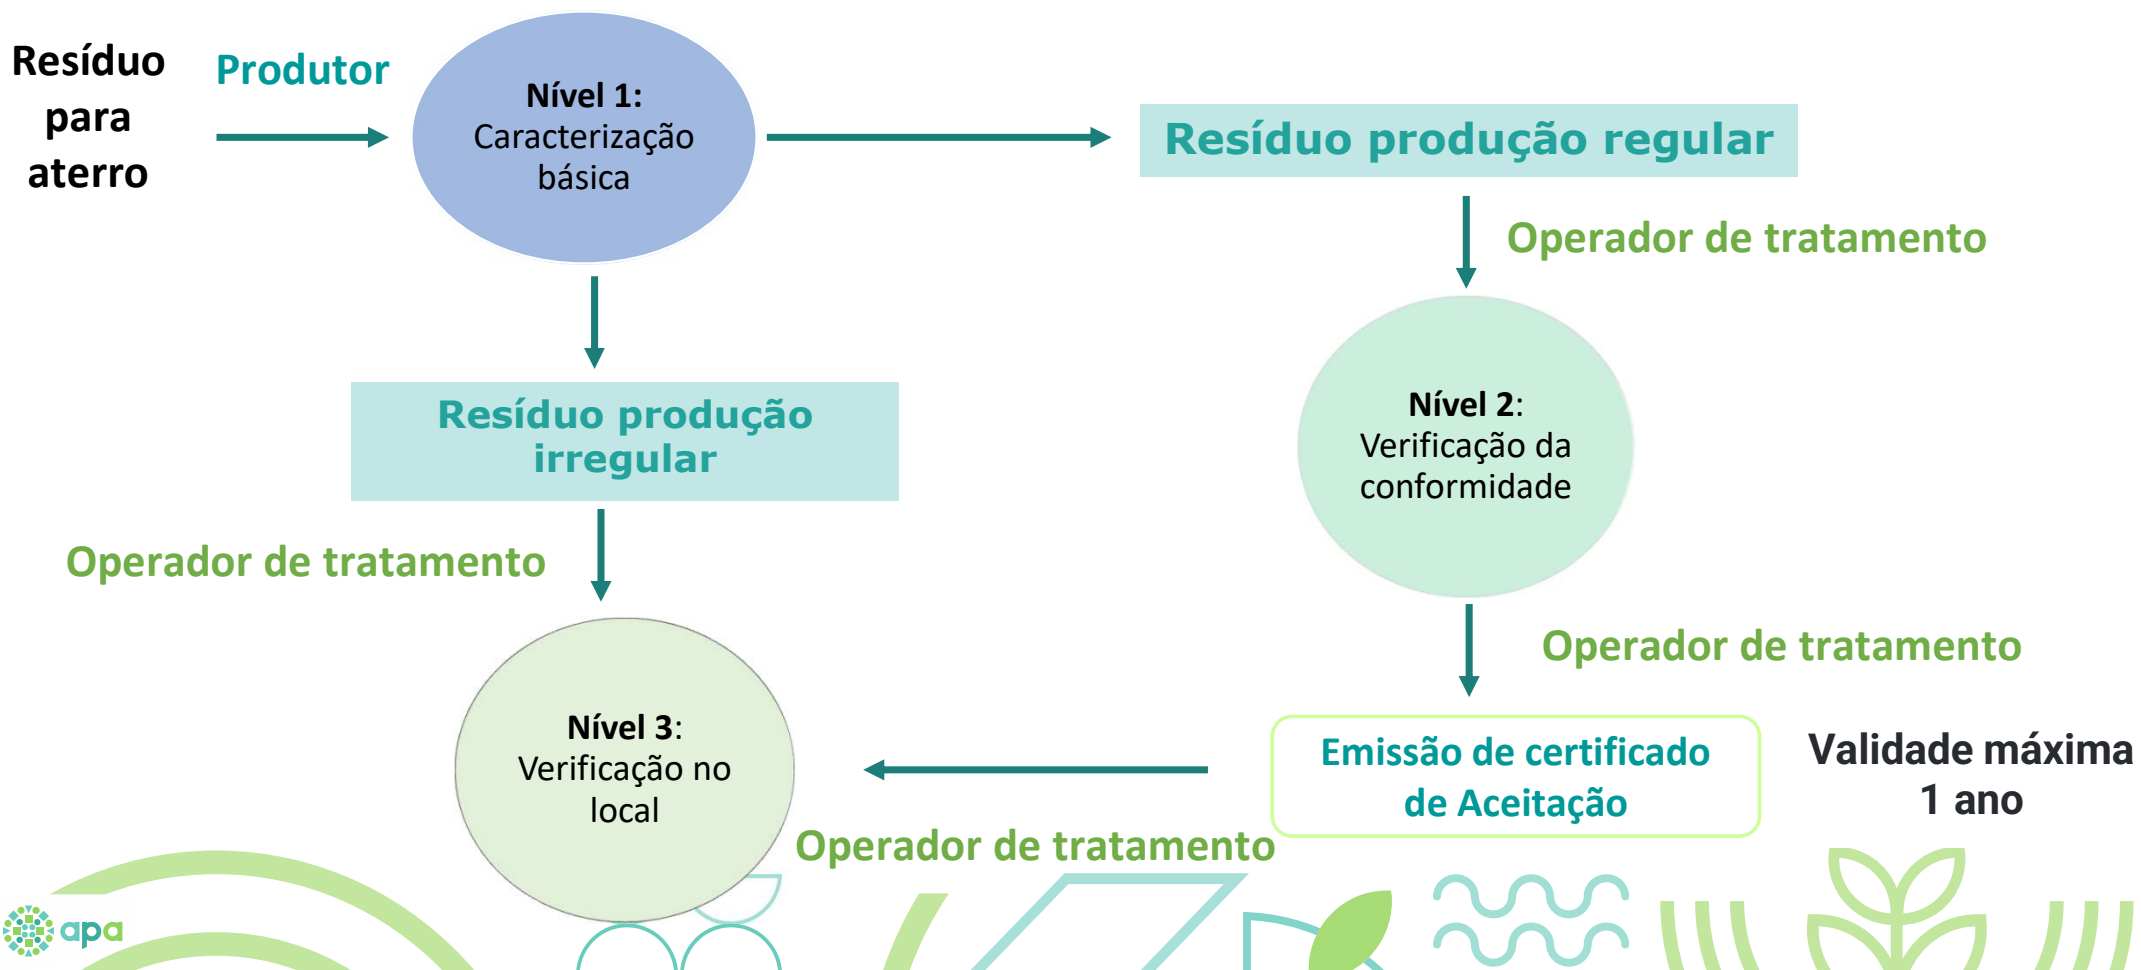 Resíduo
para
aterro
Produtor
Nível 1:
Caracterização
básica
Resíduo produção regular
Operador de tratamento
Resíduo produção
irregular
Nível 2:
Verificação da
conformidade
Operador de tratamento
Operador de tratamento
Nível 3:
Verificação no
local
Emissão de certificado
de Aceitação
Validade máxima
1 ano
Operador de tratamento
apa